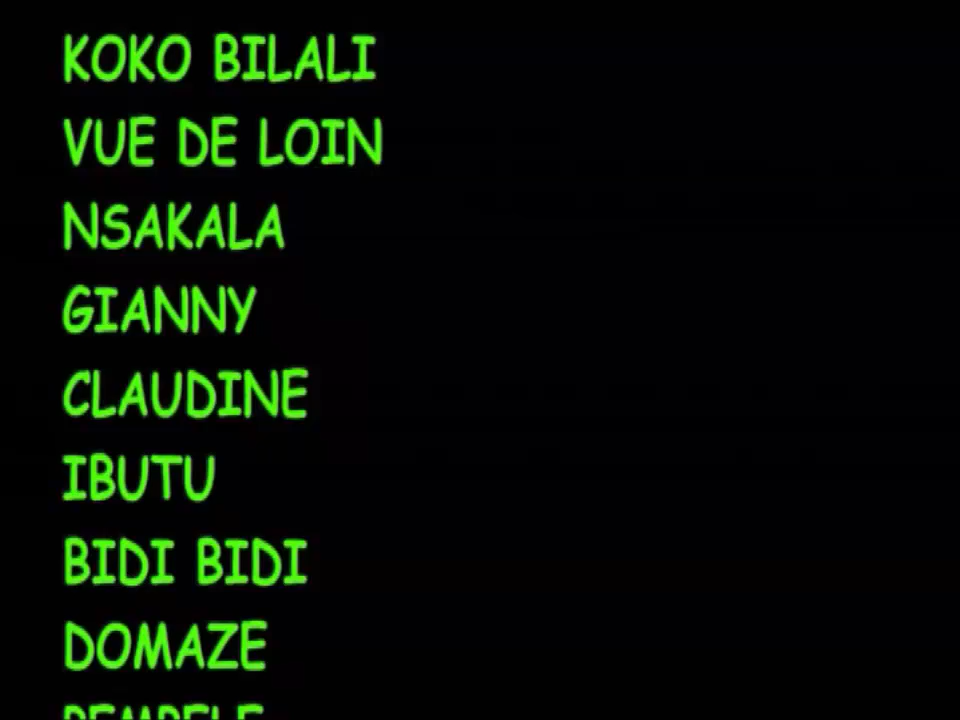 KOKO BILALI
VUE DE LOIN
NSAKALA
GIANNY
CLAUDINE
IBUTU
BIDI BIDI
DOMAZE